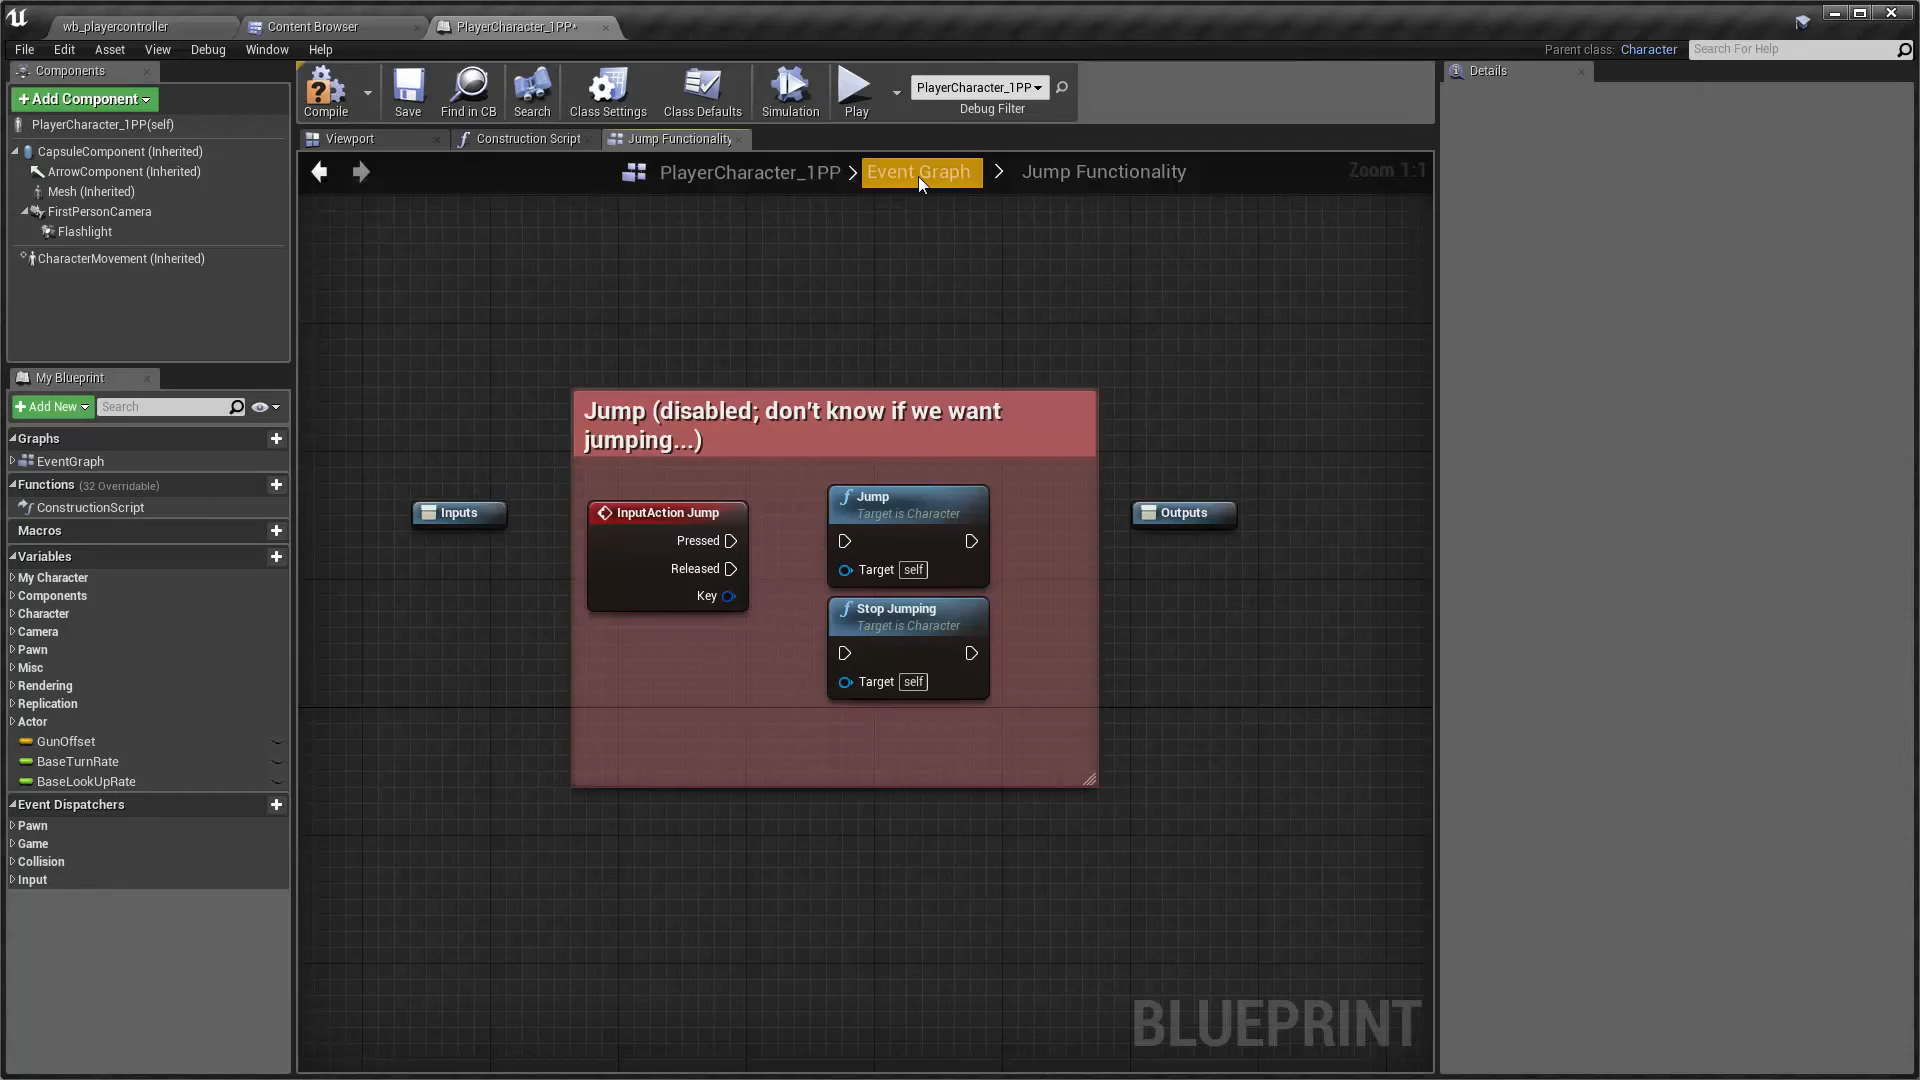 wb_playercontroller
Content Browser
PlayerCharacter_1PP*
File Edit Asset View Debug Window Help
Parent class: Character
Search For Help
Components
+Add Component
PlayerCharacter_1PP(self)
CapsuleComponent (Inherited)
ArrowComponent (Inherited)
Mesh (Inherited)
FirstPersonCamera
Flashlight
CharacterMovement (Inherited)
My Blueprint
+Add New
Search
Graphs
EventGraph
Functions (32 Overridable)
ConstructionScript
Macros
Variables
My Character
Components
Character
Camera
Pawn
Misc
Rendering
Replication
Actor
GunOffset
BaseTurnRate
BaseLookUpRate
Event Dispatchers
Pawn
Game
Collision
Input
Compile
Save
Find in CB
Search
Class Settings
Class Defaults
Simulation
Play
PlayerCharacter_1PP
Debug Filter
Viewport
Construction Script
Jump Functionality
PlayerCharacter_1PP > Event Graph > Jump Functionality
Zoom 1:1
Jump (disabled; don't know if we want
jumping...)
Inputs
InputAction Jump
Pressed
Released
Key
Jump
Target is Character
Target self
Stop Jumping
Target is Character
Target self
Outputs
BLUEPRINT
Details